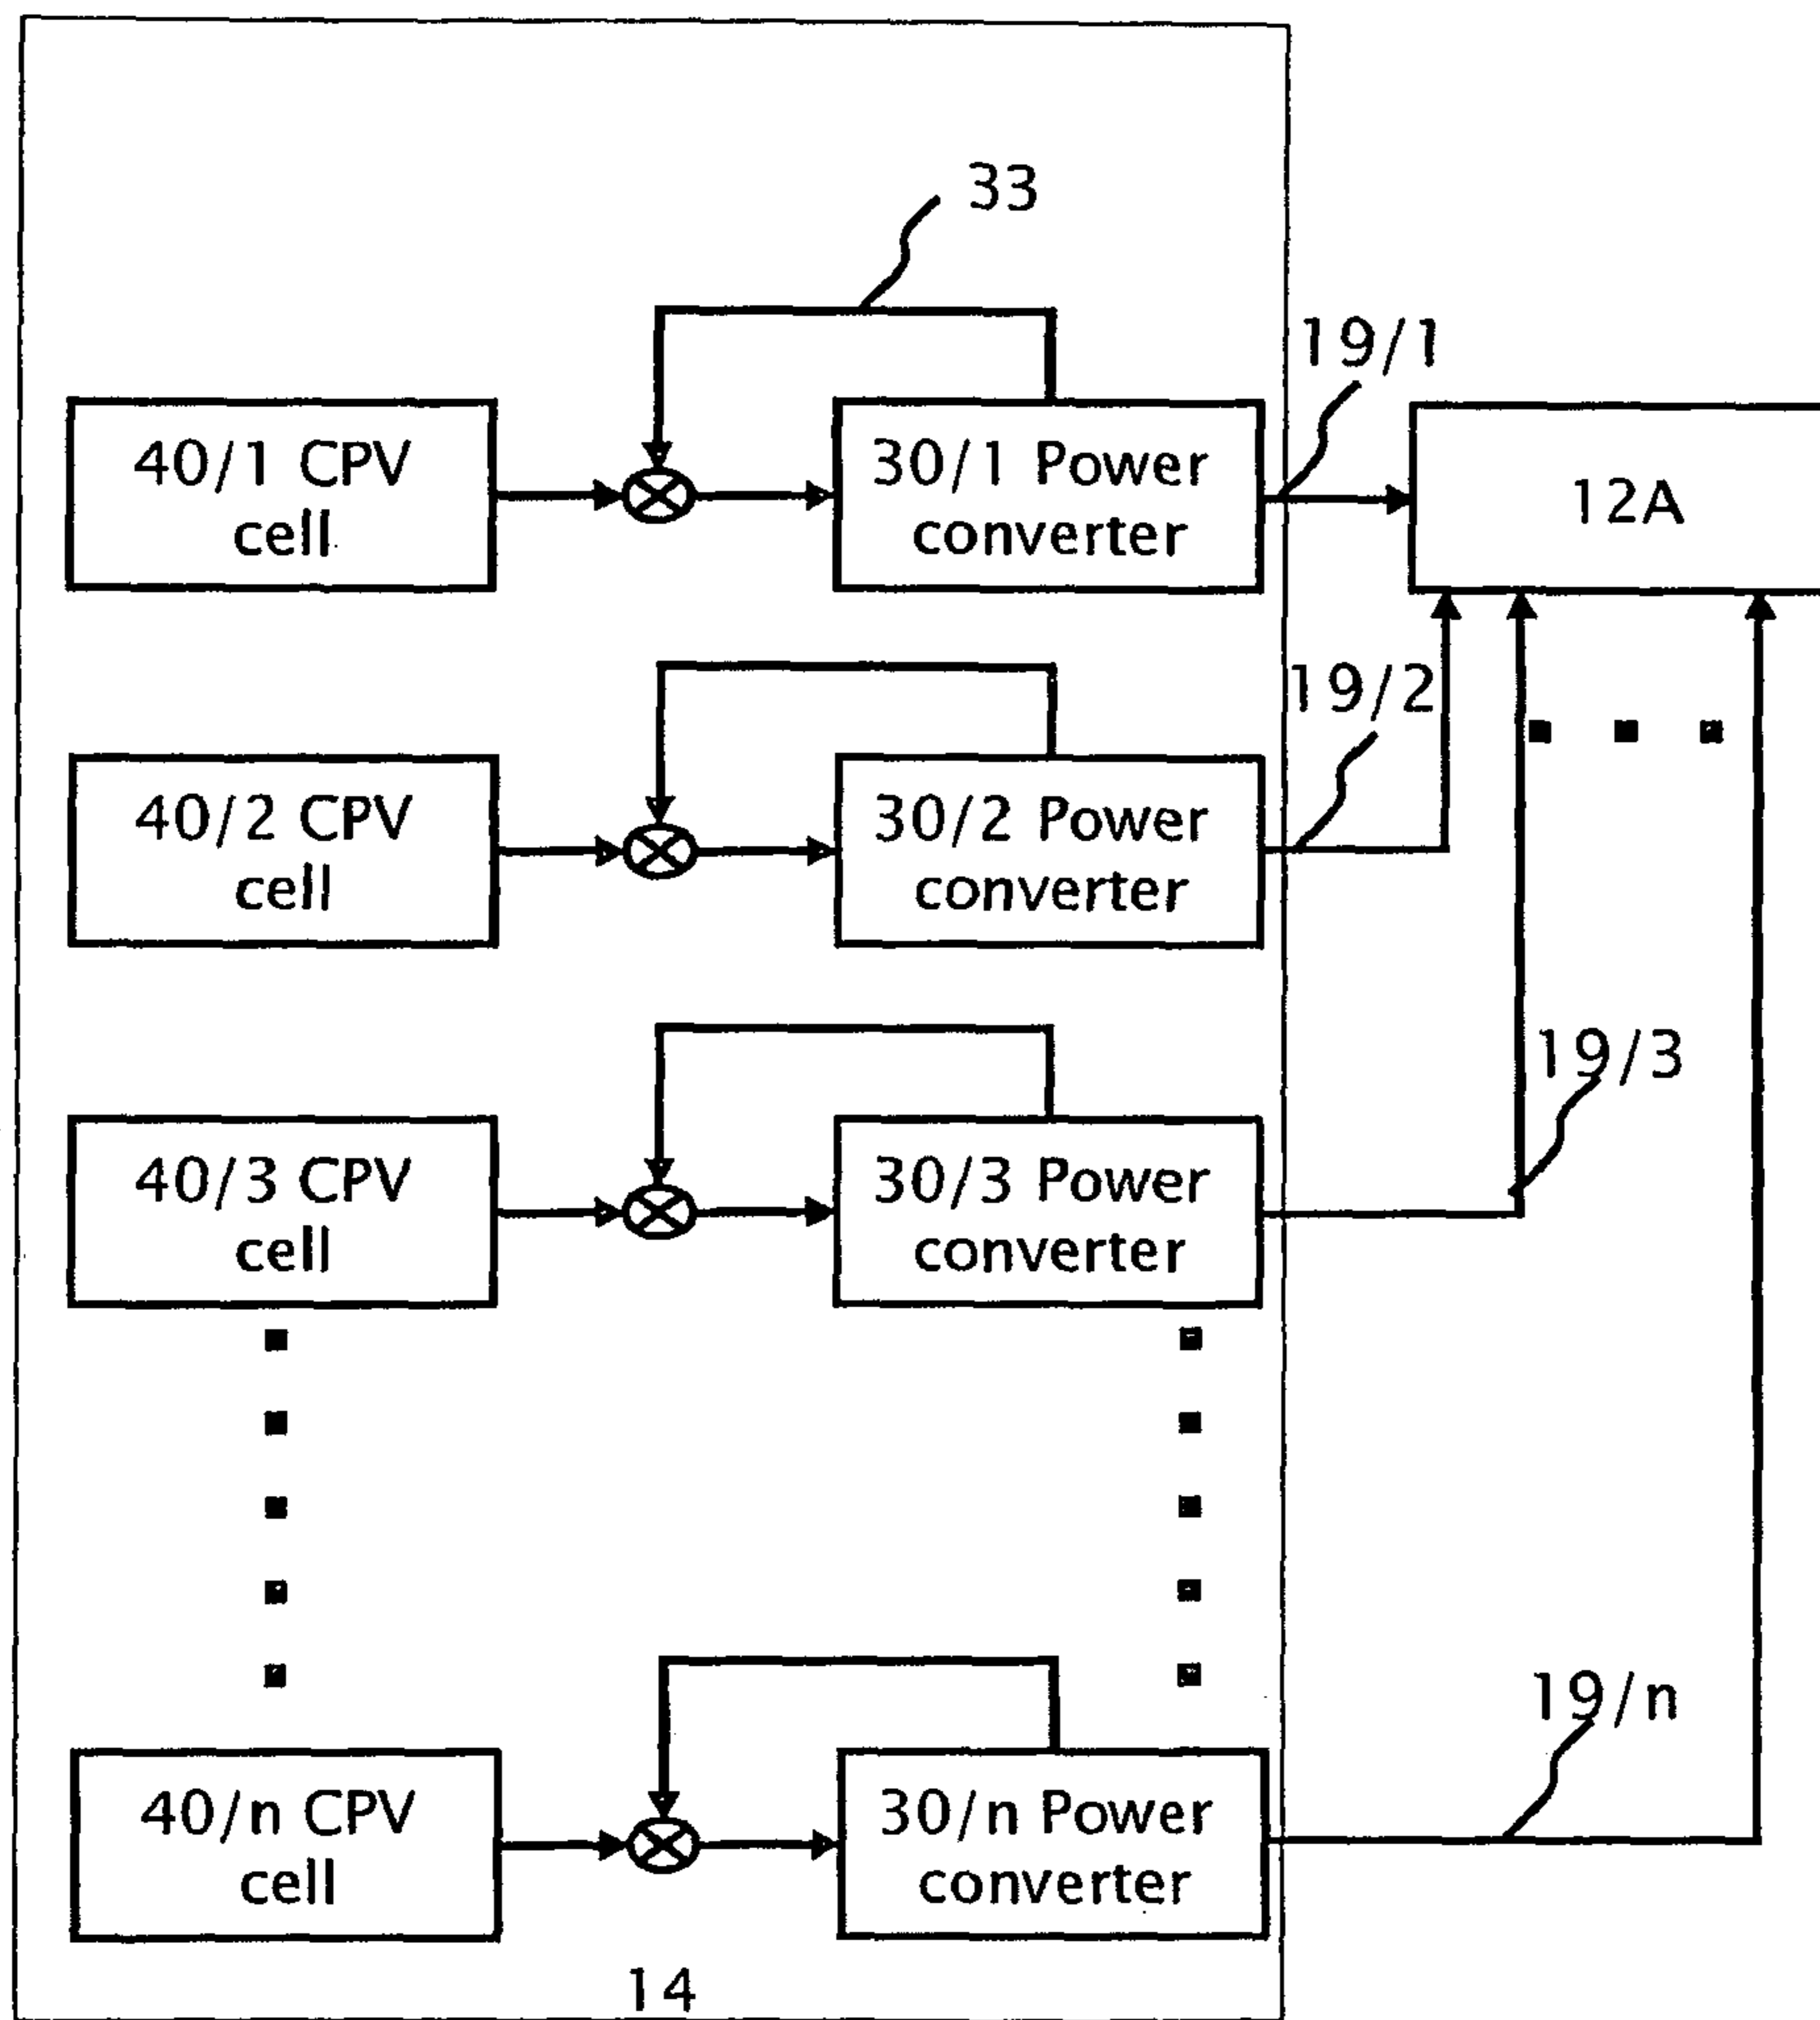 33
19/1
40/1 CPV
cell
30/1 Power
converter
12A
19/2
40/2 CPV
cell
30/2 Power
converter
19/3
40/3 CPV
cell
30/3 Power
converter
19/n
40/n CPV
cell
30/n Power
converter
14